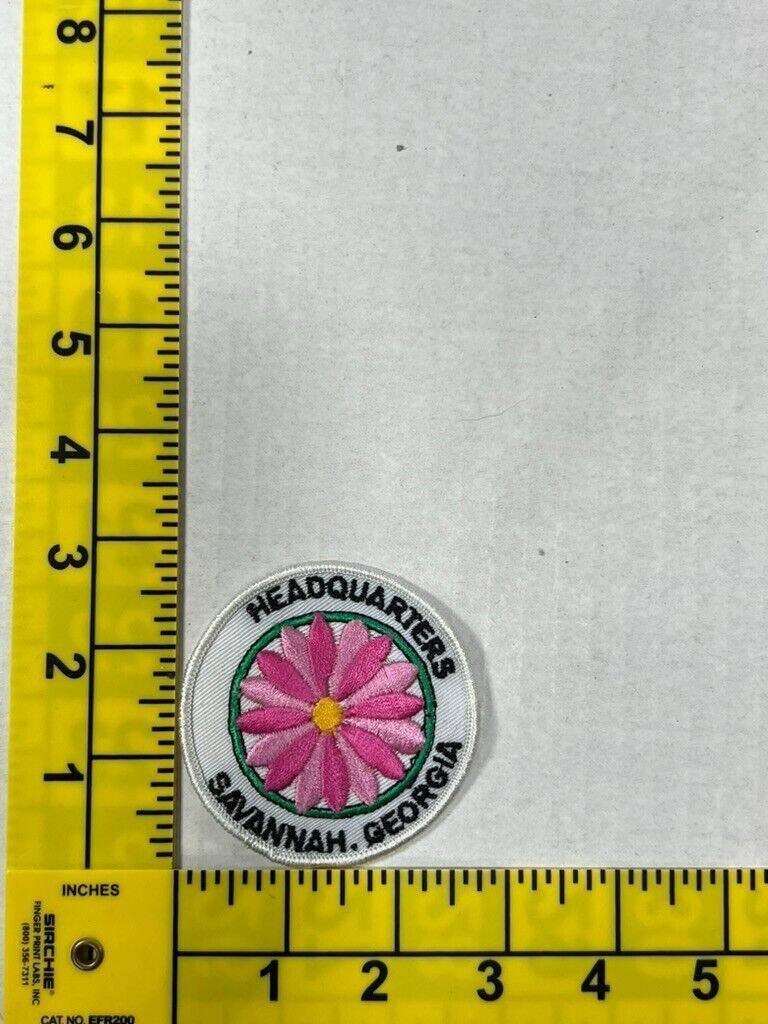 8
7
6
5
4
3
2
1
HEADQUARTERS
SAVANNAH. GEORGIA
INCHES
SIRCHIE®
FINGER PRINT LABS, INC
(800) 356-7311
CAT. NO. EFR200
1 2 3 4 5